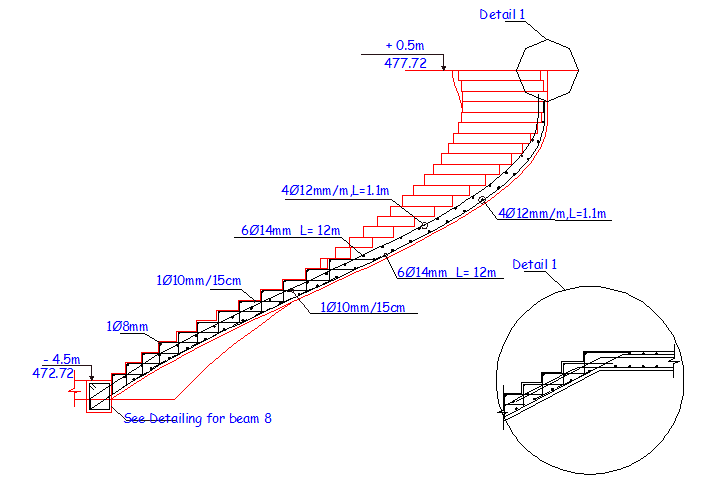 Detail 1
+ 0.5m
477.72
4Ø12mm/m,L=1.1m
4Ø12mm/m,L=1.1m
6Ø14mm L= 12m
Detail 1
6Ø14mm L= 12m
1Ø10mm/15cm
1Ø10mm/15cm
1Ø8mm
- 4.5m
472.72
See Detailing for beam 8